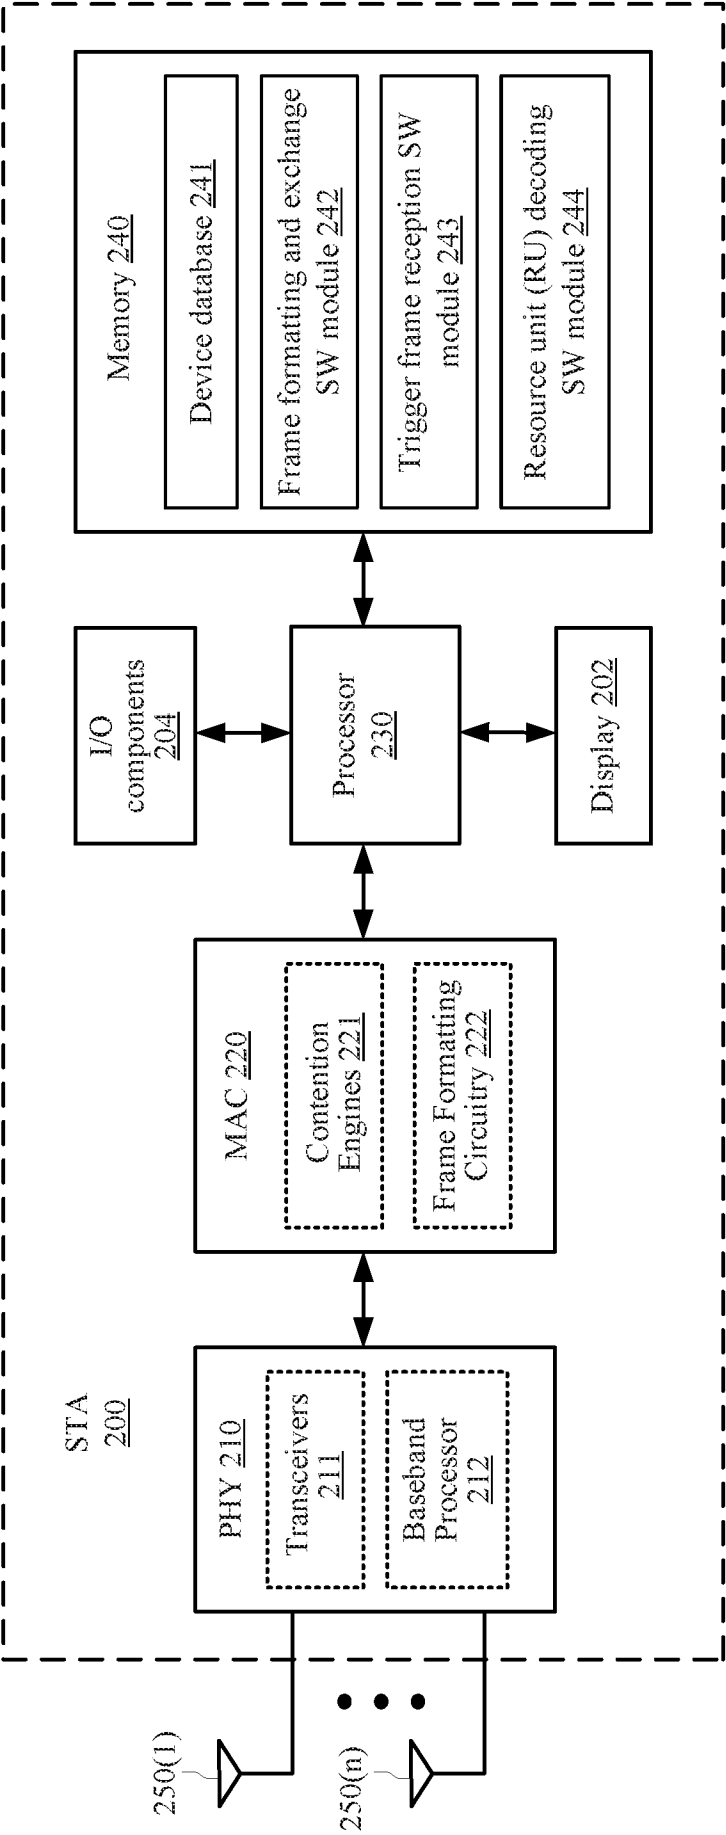 STA
200
250(1)
250(n)
PHY 210
Transceivers
211
Baseband
Processor
212
MAC 220
Contention
Engines 221
Frame Formatting
Circuitry 222
I/O
components
204
Processor
230
Display 202
Memory 240
Device database 241
Frame formatting and exchange
SW module 242
Trigger frame reception SW
module 243
Resource unit (RU) decoding
SW module 244